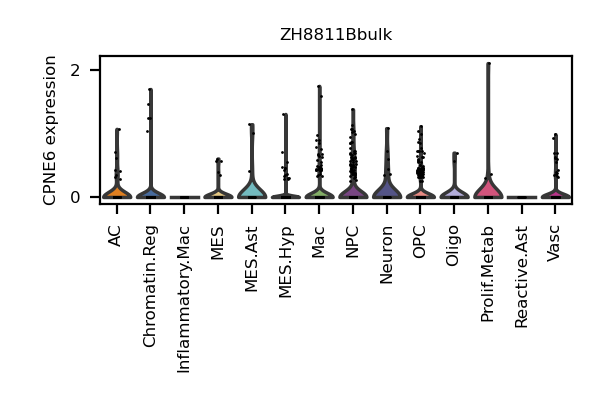 ZH8811Bbulk
CPNE6 expression
2
0
AC
Chromatin.Reg
Inflammatory.Mac
MES
MES.Ast
MES.Hyp
Mac
NPC
Neuron
OPC
Oligo
Prolif.Metab
Reactive.Ast
Vasc